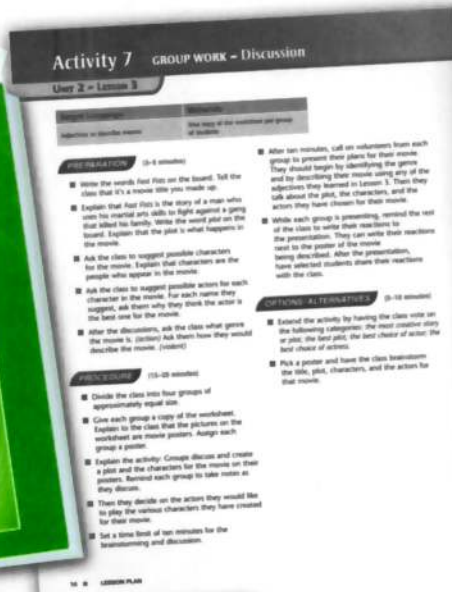 Activity 7 GROUP WORK – Discussion
Unit 2 – Lesson 3
Target Language
Materials
Adjectives to describe movies
One copy of the worksheet per group
of students
PREPARATION (5–8 minutes)
■ Write the words Fast Fists on the board. Tell the
class that it's a movie title you made up.
■ Explain that Fast Fists is the story of a man who
uses his martial arts skills to fight against a gang
that killed his family. Write the word plot on the
board. Explain that the plot is what happens in
the movie.
■ Ask the class to suggest possible characters
for the movie. Explain that characters are the
people who appear in the movie.
■ Ask the class to suggest possible actors for each
character in the movie. For each name they
suggest, ask them why they think the actor is
the best one for the movie.
■ After the discussions, ask the class what genre
the movie is. (action) Ask them how they would
describe the movie. (violent)
PROCEDURE (15–20 minutes)
■ Divide the class into four groups of
approximately equal size.
■ Give each group a copy of the worksheet.
Explain to the class that the pictures on the
worksheet are movie posters. Assign each
group a poster.
■ Explain the activity: Groups discuss and create
a plot and the characters for the movie on their
posters. Remind each group to take notes as
they discuss.
■ Then they decide on the actors they would like
to play the various characters they have created
for their movie.
■ Set a time limit of ten minutes for the
brainstorming and discussion.
■ After ten minutes, call on volunteers from each
group to present their plans for their movie.
They should begin by identifying the genre
and by describing their movie using any of the
adjectives they learned in Lesson 3. Then they
talk about the plot, the characters, and the
actors they have chosen for their movie.
■ While each group is presenting, remind the rest
of the class to write their reactions to
the presentation. They can write their reactions
next to the poster of the movie
being described. After the presentation,
have selected students share their reactions
with the class.
OPTIONS/ALTERNATIVES (5–10 minutes)
■ Extend the activity by having the class vote on
the following categories: the most creative story
or plot; the best plot; the best choice of actor; the
best choice of actress.
■ Pick a poster and have the class brainstorm
the title, plot, characters, and the actors for
that movie.
14 ■ LESSON PLAN